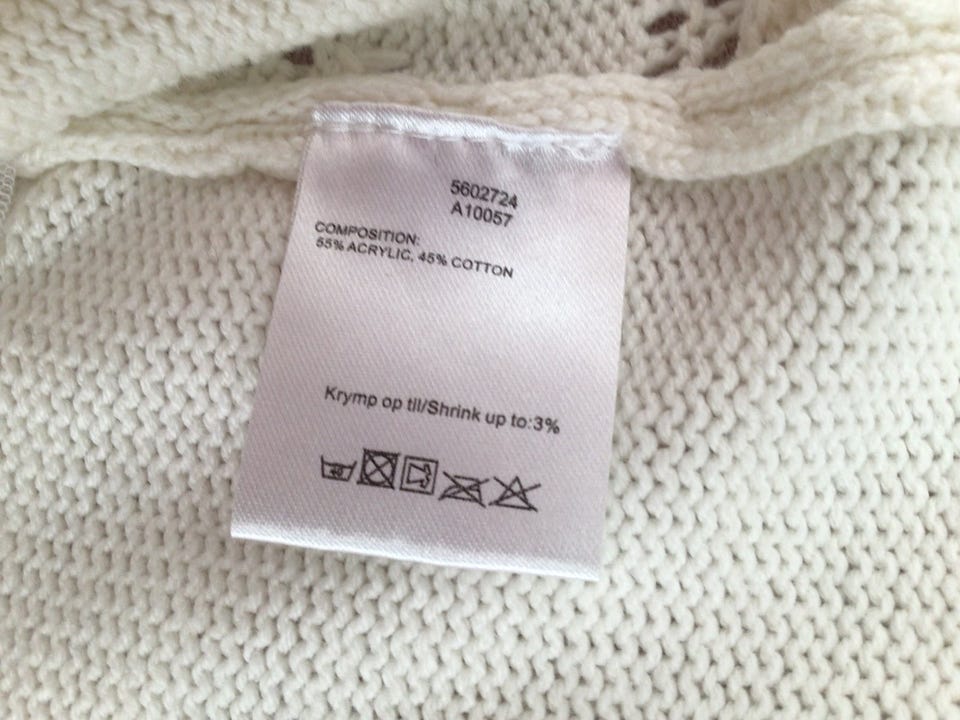 5602724
A10057
COMPOSITION:
55% ACRYLIC, 45% COTTON
Krymp op til/Shrink up to:3%